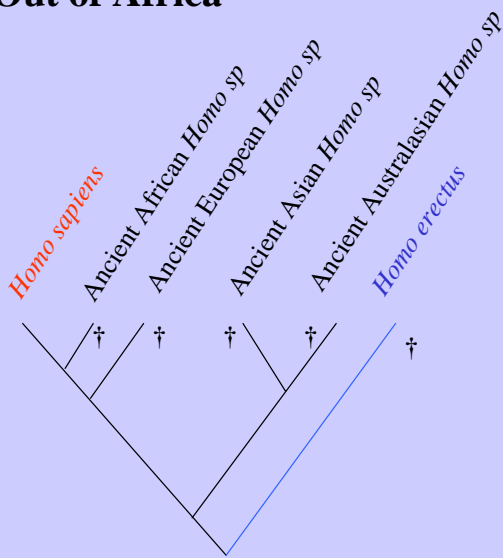 Out of Africa
Homo sapiens
Ancient African Homo sp
Ancient European Homo sp
Ancient Asian Homo sp
Ancient Australasian Homo sp
Homo erectus
† † † † †